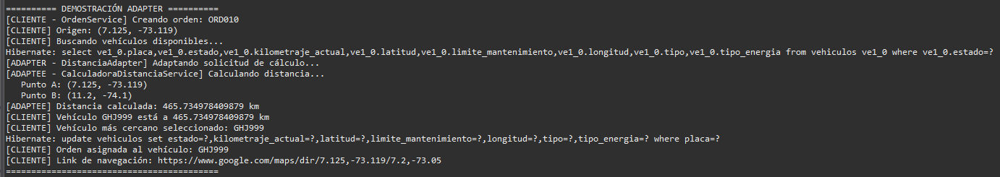 ========== DEMOSTRACIÓN ADAPTER ==========
[CLIENTE - OrdenService] Creando orden: ORD010
[CLIENTE] Origen: (7.125, -73.119)
[CLIENTE] Buscando vehículos disponibles...
Hibernate: select ve1_0.placa,ve1_0.estado,ve1_0.kilometraje_actual,ve1_0.latitud,ve1_0.limite_mantenimiento,ve1_0.longitud,ve1_0.tipo,ve1_0.tipo_energia from vehiculos ve1_0 where ve1_0.estado=?
[ADAPTER - DistanciaAdapter] Adaptando solicitud de cálculo...
[ADAPTEE - CalculadoraDistanciaService] Calculando distancia...
   Punto A: (7.125, -73.119)
   Punto B: (11.2, -74.1)
[ADAPTEE] Distancia calculada: 465.734978409879 km
[CLIENTE] Vehículo GHJ999 está a 465.734978409879 km
[CLIENTE] Vehículo más cercano seleccionado: GHJ999
Hibernate: update vehiculos set estado=?,kilometraje_actual=?,latitud=?,limite_mantenimiento=?,longitud=?,tipo=?,tipo_energia=? where placa=?
[CLIENTE] Orden asignada al vehículo: GHJ999
[CLIENTE] Link de navegación: https://www.google.com/maps/dir/7.125,-73.119/7.2,-73.05
==========================================